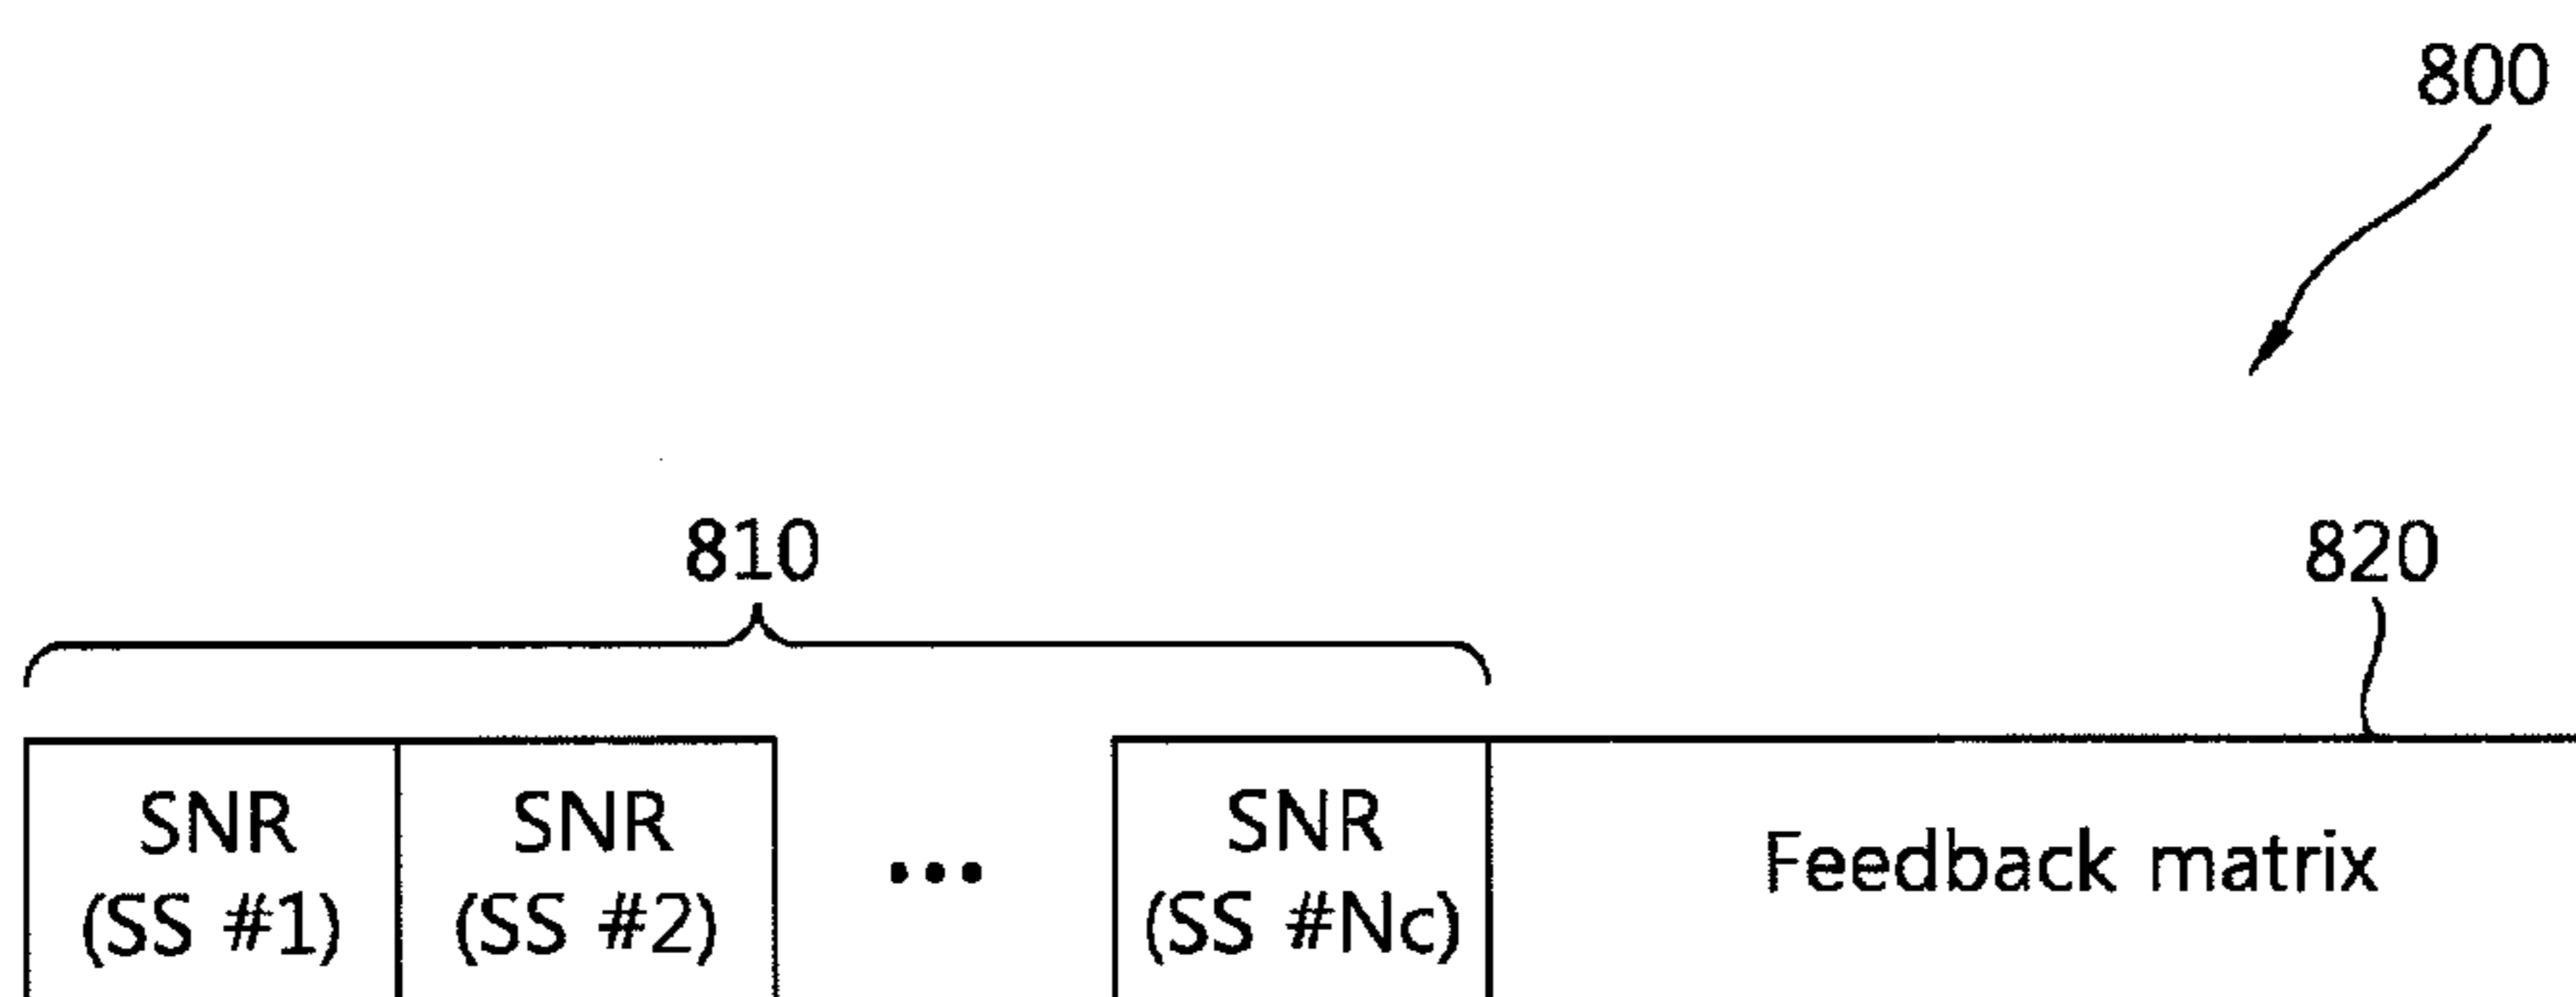 800
810
820
SNR
(SS #1)
SNR
(SS #2)
•••
SNR
(SS #Nc)
Feedback matrix